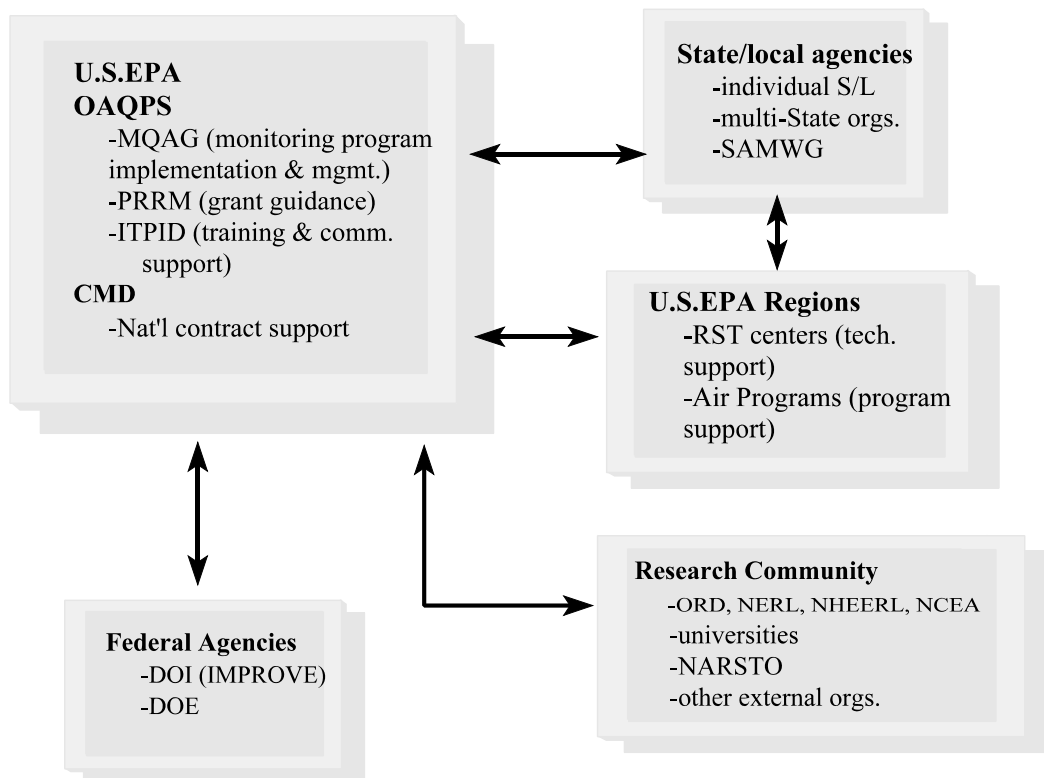 U.S.EPA
OAQPS
-MQAG (monitoring program
implementation & mgmt.)
-PRRM (grant guidance)
-ITPID (training & comm.
support)
CMD
-Nat'l contract support
State/local agencies
-individual S/L
-multi-State orgs.
-SAMWG
U.S.EPA Regions
-RST centers (tech.
support)
-Air Programs (program
support)
Research Community
-ORD, NERL, NHEERL, NCEA
-universities
-NARSTO
-other external orgs.
Federal Agencies
-DOI (IMPROVE)
-DOE